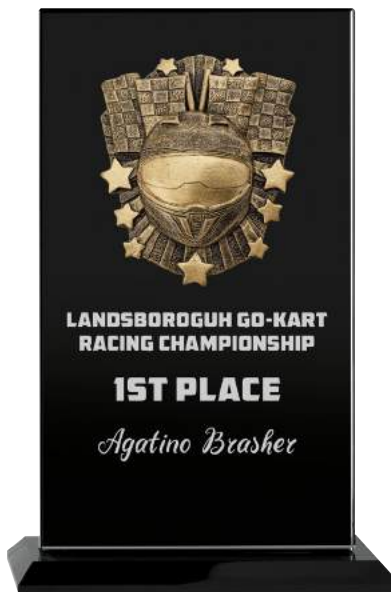 LANDSBOROGUH GO-KART
RACING CHAMPIONSHIP
1ST PLACE
Agatino Brasher